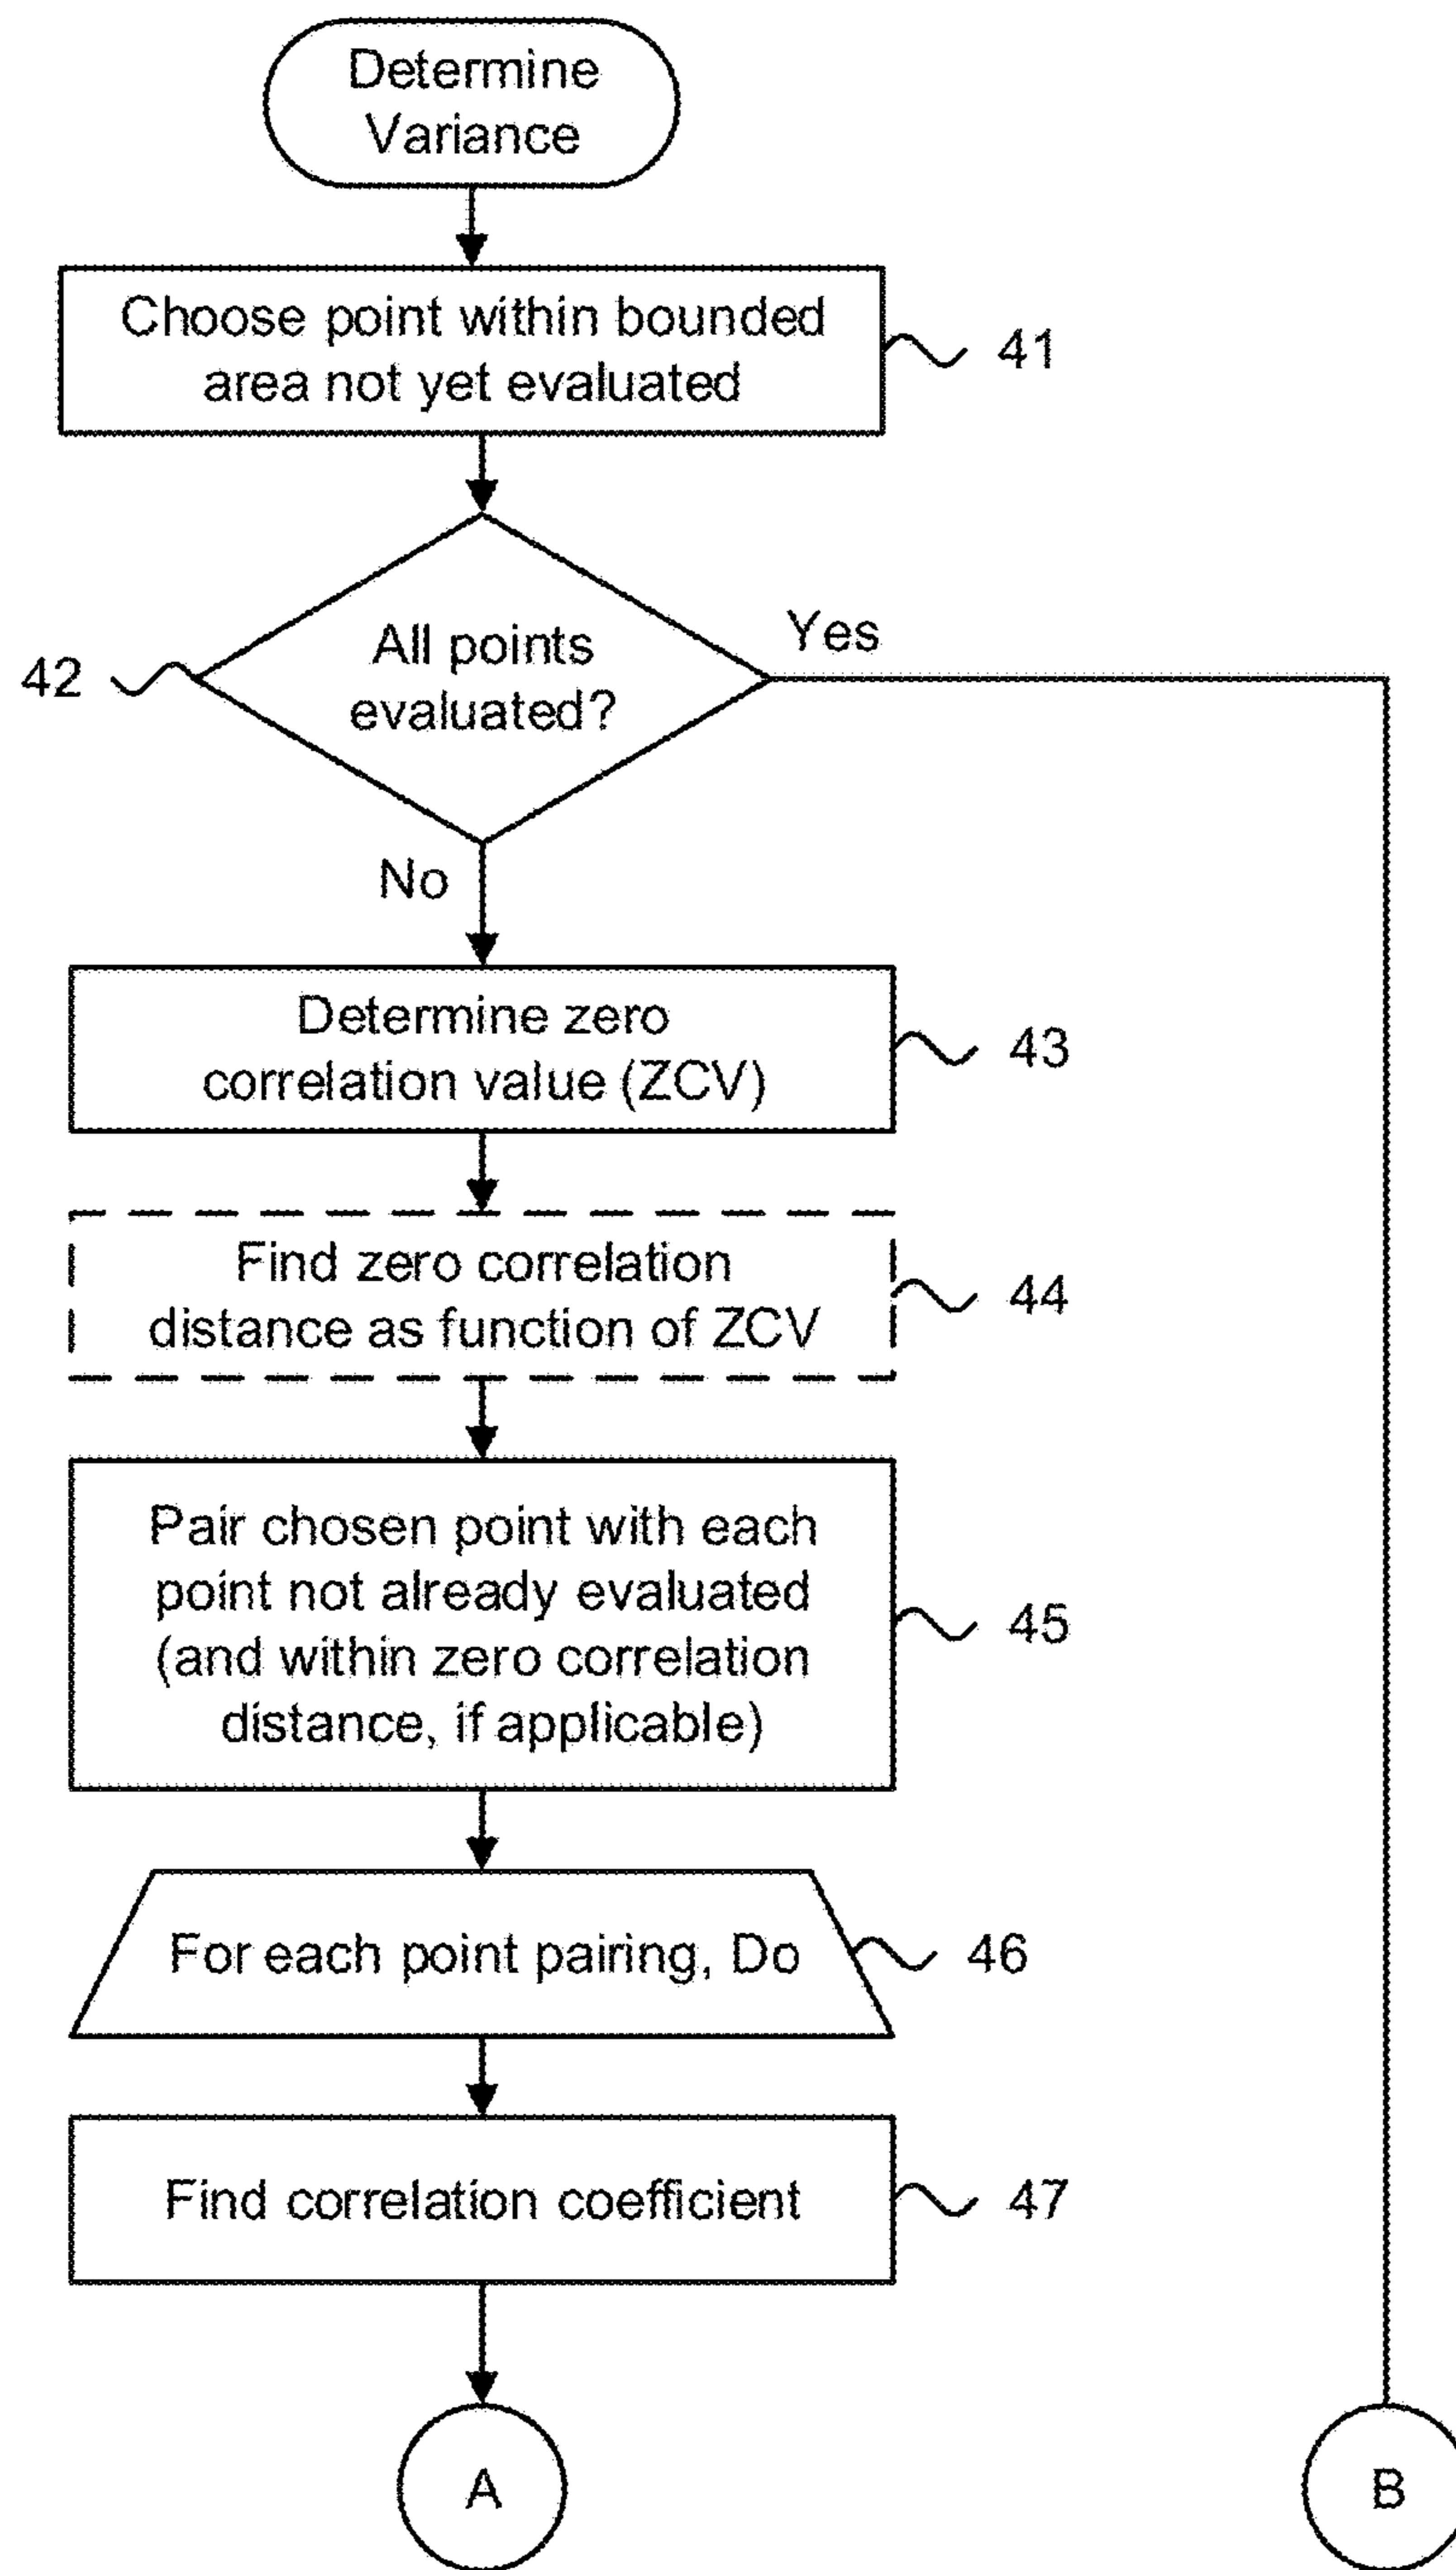 Determine
Variance
Choose point within bounded
area not yet evaluated
41
All points
evaluated?
Yes
42
No
Determine zero
correlation value (ZCV)
43
Find zero correlation
distance as function of ZCV
44
Pair chosen point with each
point not already evaluated
(and within zero correlation
distance, if applicable)
45
For each point pairing, Do
46
Find correlation coefficient
47
A
B